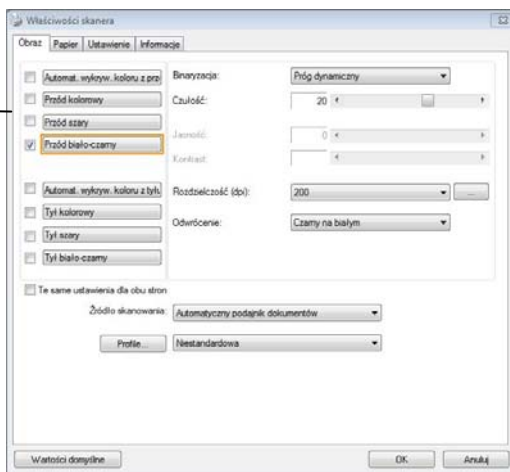 Właściwości skanera
Obraz Papier Ustawienie Informacje
Automat. wykryw. koloru z prz
Przód kolorowy
Przód szary
Przód biało-czarny
Automat. wykryw. koloru z tyłu
Tył kolorowy
Tył szary
Tył biało-czarny
Binaryzacja: Próg dynamiczny
Czułość: 20
Jasność: 0
Kontrast:
Rozdzielczość (dpi): 200 ...
Odwrócenie: Czarny na białym
Te same ustawienia dla obu stron
Źródło skanowania: Automatyczny podajnik dokumentów
Profile... Niestandardowa
Wartości domyślne OK Anuluj